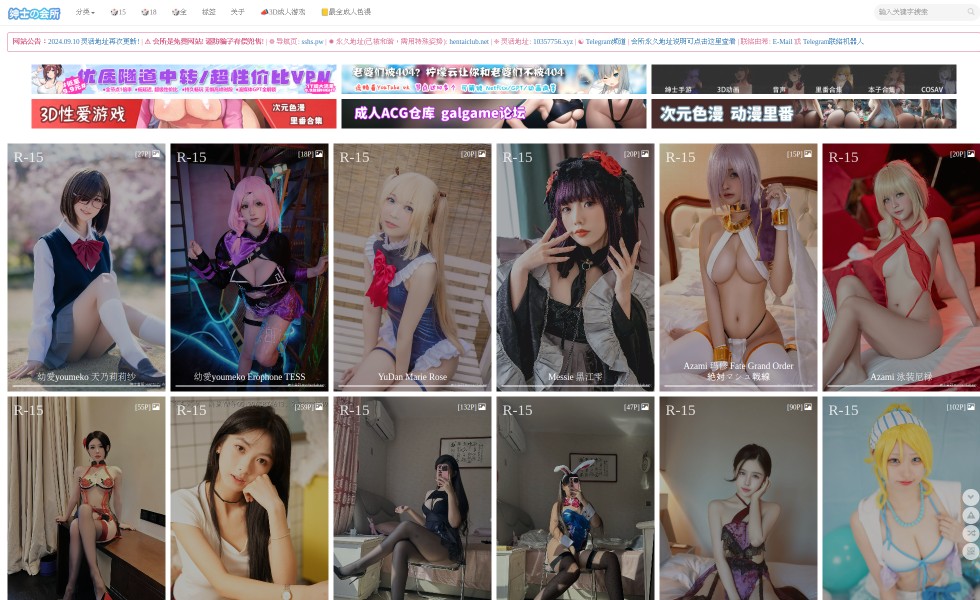 绅士の会所
分类 15 18 全 标签 关于 3D成人游戏 最全成人色漫 输入关键字搜索
网站公告：2024.09.10 灵活地址再次更新! | 会所是免费网站! 谨防骗子有偿兜售! | 导航页: sshs.pw | 永久地址(已被和谐，需用特殊姿势): hentaiclub.net | 灵活地址: 10357756.xyz | Telegram频道 | 会所永久地址说明可点击这里查看 | 联络由希: E-Mail 或 Telegram联络机器人
优质隧道中转/超性价比VPN
老婆们被404? 柠檬云让你和老婆们不被404
绅士手游 3D动画 音声 里番合集 本子合集 COSAV
3D性爱游戏 次元色漫
里番合集
成人ACG仓库 galgame论坛
次元色漫 动漫里番
R-15 [27P]
幼爱youmeko 天乃莉莉纱
R-15 [18P]
幼爱youmeko Erophone TESS
R-15 [20P]
YuDan Marie Rose
R-15 [20P]
Messie 黒江雫
R-15 [15P]
Azami 玛修 Fate Grand Order
絶対マシュ戦線
R-15 [20P]
Azami 泳装尼禄
R-15 [55P]
R-15 [259P]
R-15 [132P]
R-15 [47P]
R-15 [90P]
R-15 [102P]